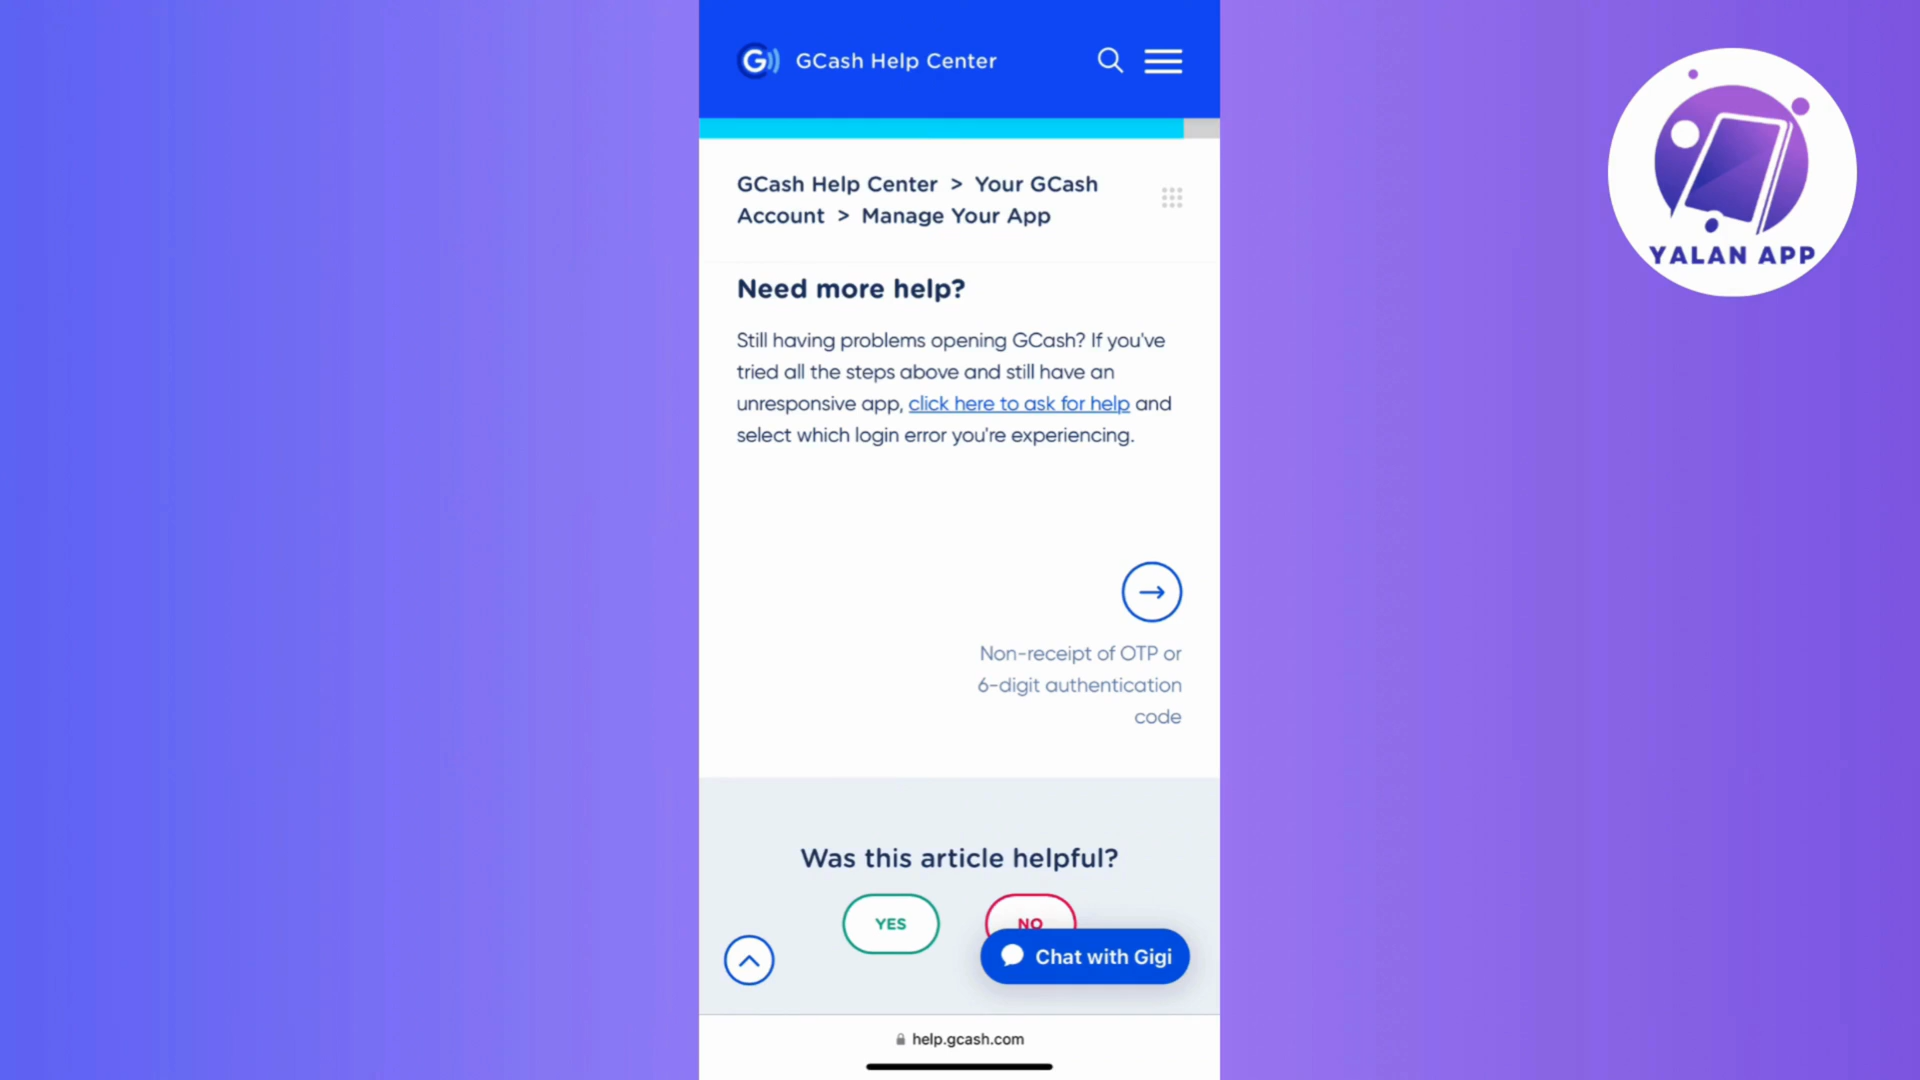 GCash Help Center
YALAN APP
GCash Help Center > Your GCash
Account > Manage Your App
Need more help?
Still having problems opening GCash? If you've
tried all the steps above and still have an
unresponsive app, click here to ask for help and
select which login error you're experiencing.
Non-receipt of OTP or
6-digit authentication
code
Was this article helpful?
YES
NO
Chat with Gigi
help.gcash.com